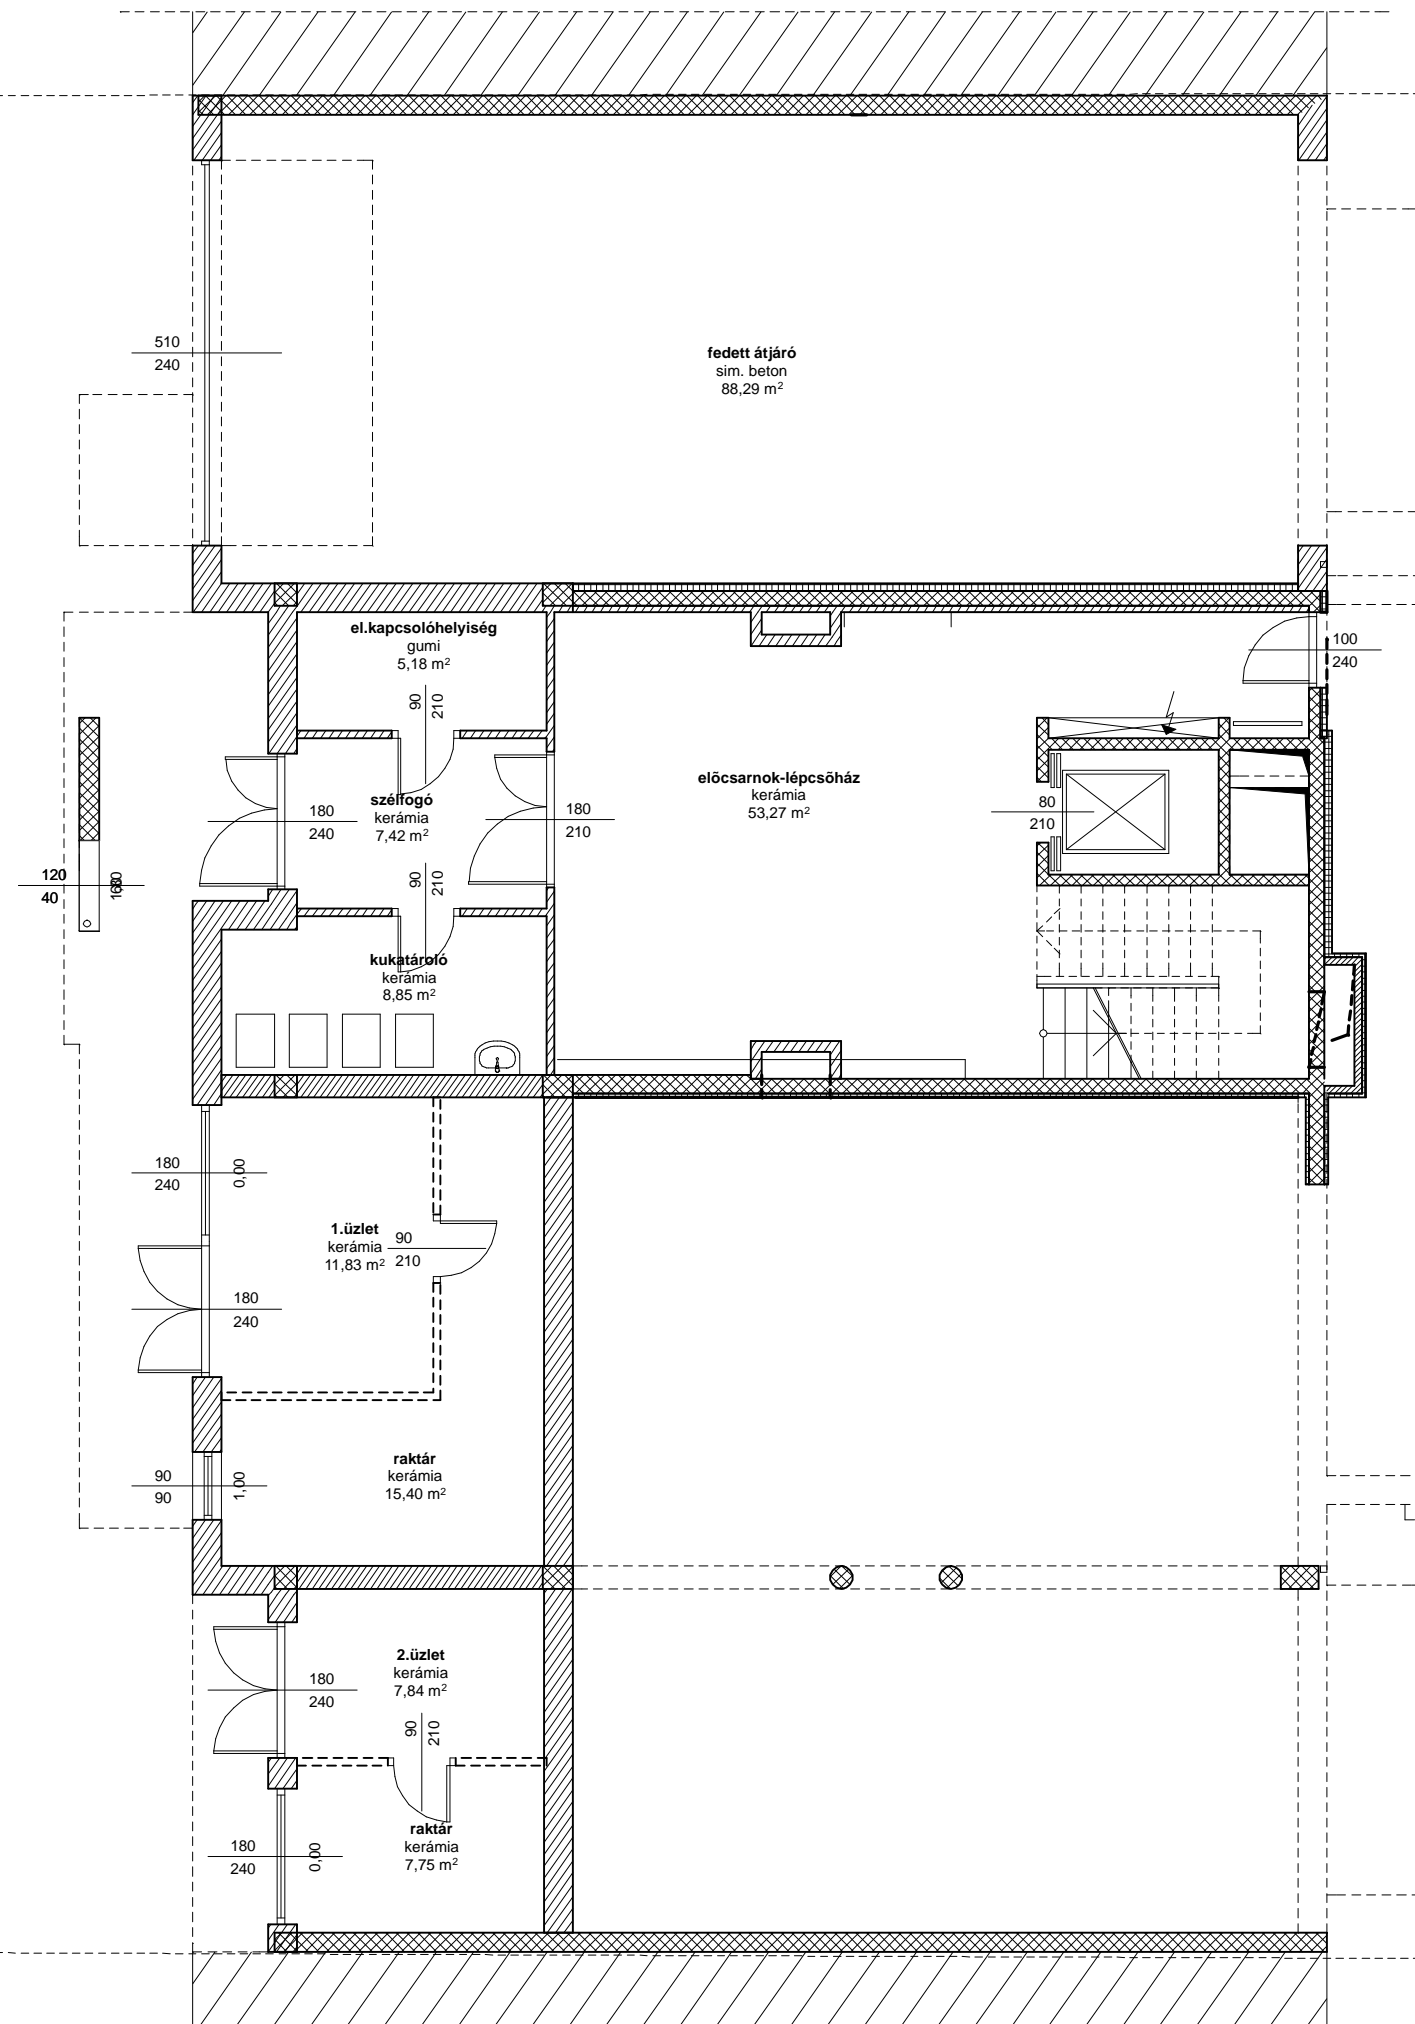 510
240
fedett átjáró
sim. beton
88,29 m²
el.kapcsolóhelyiség
gumi
5,18 m²
90
210
100
240
szélfogó
kerámia
7,42 m²
180
240
180
210
elõcsarnok-lépcsõház
kerámia
53,27 m²
80
210
120
40
90
210
kukatároló
kerámia
8,85 m²
180
240
0,00
1.üzlet
kerámia
11,83 m²
90
210
180
240
raktár
kerámia
15,40 m²
90
90
1,00
2.üzlet
kerámia
7,84 m²
180
240
90
210
raktár
kerámia
7,75 m²
180
240
0,00